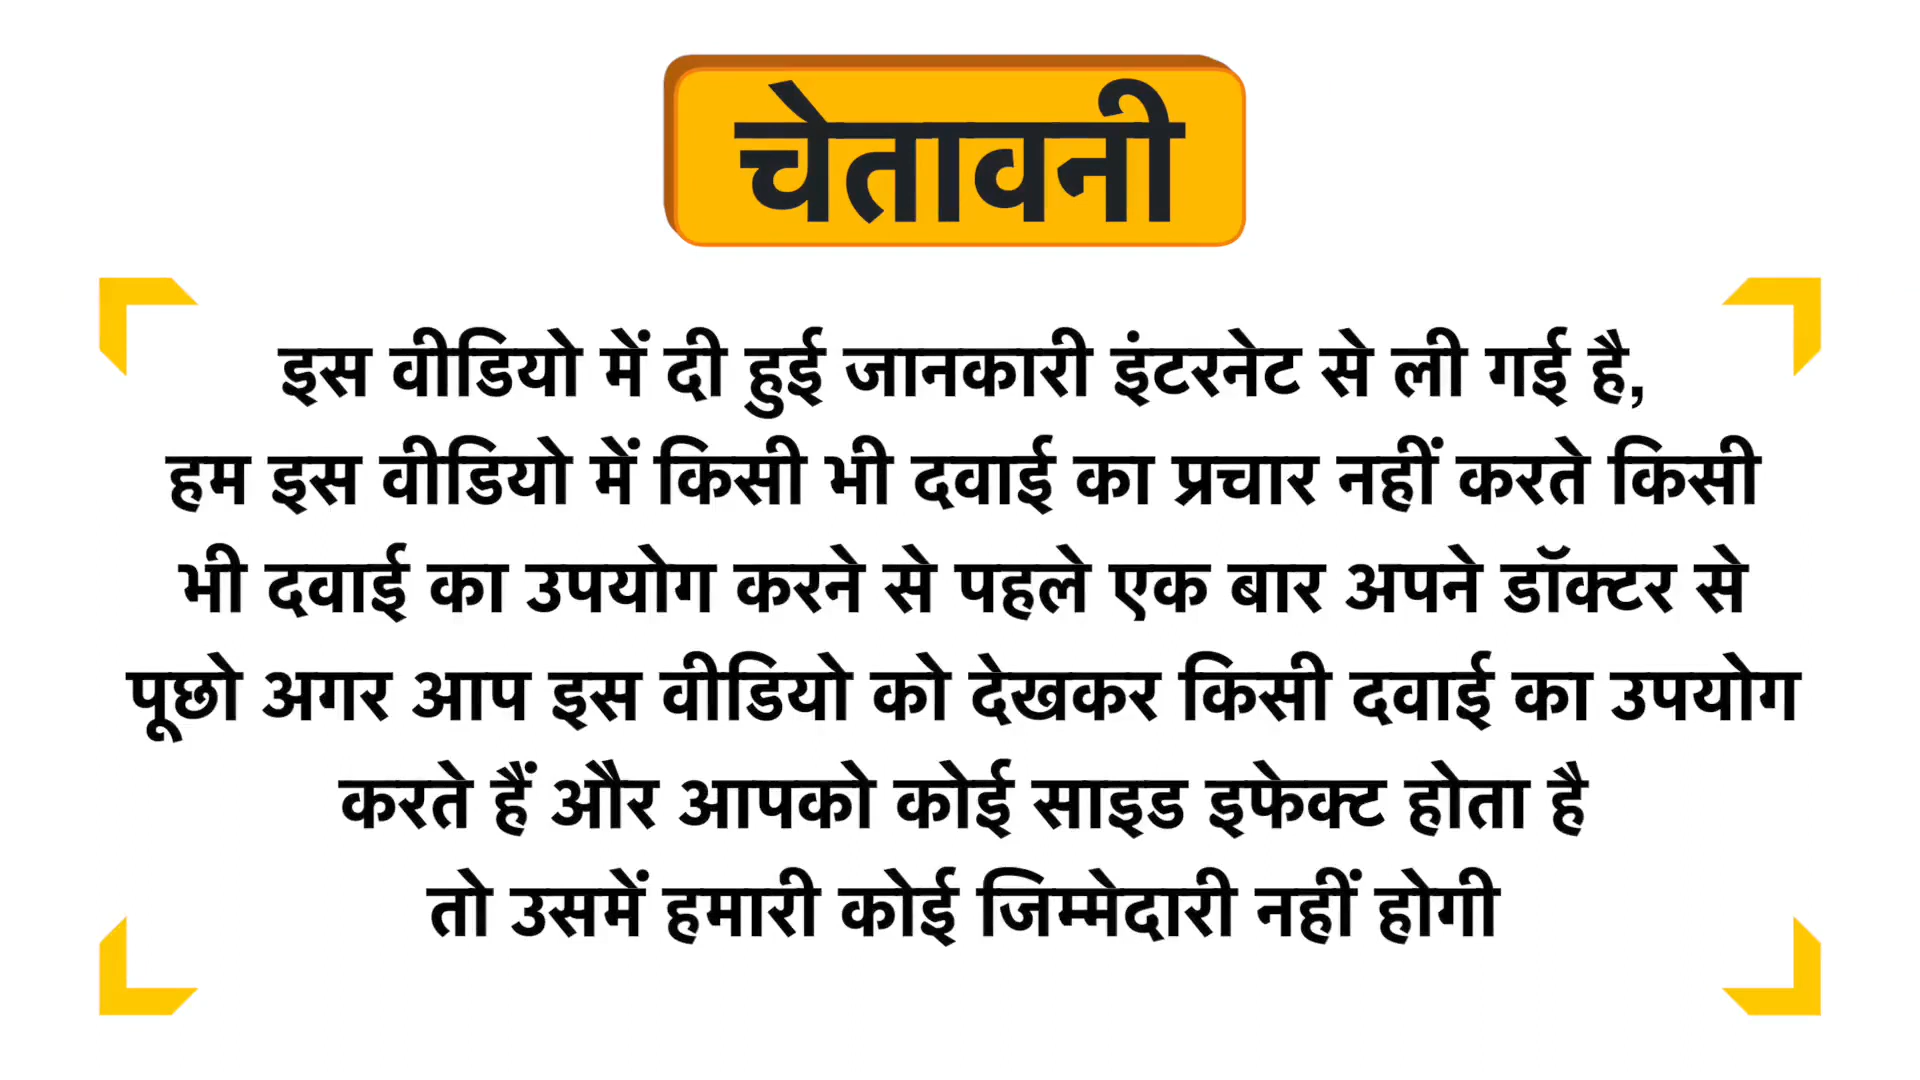 चेतावनी
इस वीडियो में दी हुई जानकारी इंटरनेट से ली गई है,
हम इस वीडियो में किसी भी दवाई का प्रचार नहीं करते किसी
भी दवाई का उपयोग करने से पहले एक बार अपने डॉक्टर से
पूछो अगर आप इस वीडियो को देखकर किसी दवाई का उपयोग
करते हैं और आपको कोई साइड इफेक्ट होता है
तो उसमें हमारी कोई जिम्मेदारी नहीं होगी